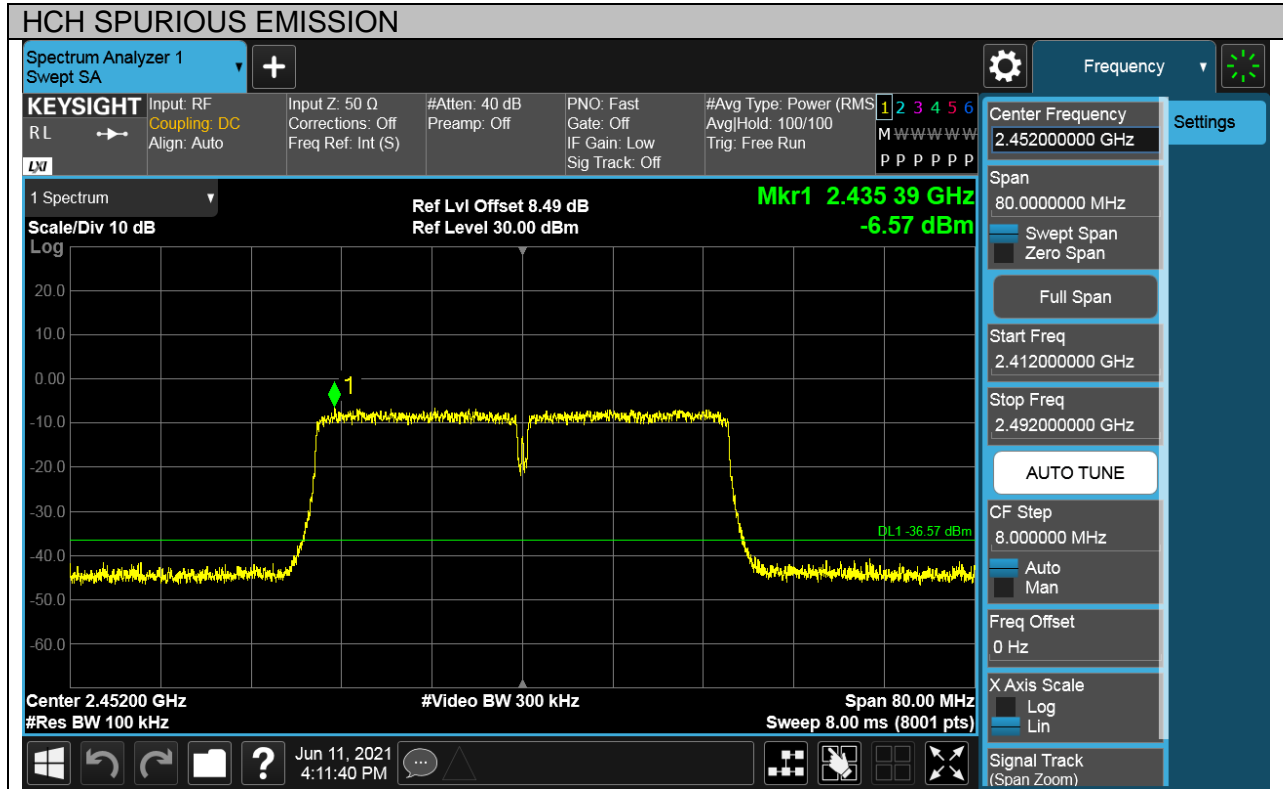 HCH SPURIOUS EMISSION
Spectrum Analyzer 1
Swept SA
Frequency
KEYSIGHT
R L
LXI
Input: RF
Coupling: DC
Align: Auto
Input Z: 50 Ω
Corrections: Off
Freq Ref: Int (S)
#Atten: 40 dB
Preamp: Off
PNO: Fast
Gate: Off
IF Gain: Low
Sig Track: Off
#Avg Type: Power (RMS
Avg|Hold: 100/100
Trig: Free Run
1 2 3 4 5 6
M W W W W W
P P P P P P
1 Spectrum
Scale/Div 10 dB
Ref Lvl Offset 8.49 dB
Ref Level 30.00 dBm
Mkr1 2.435 39 GHz
-6.57 dBm
Log
20.0
10.0
0.00
-10.0
-20.0
-30.0
-40.0
-50.0
-60.0
1
DL1 -36.57 dBm
Center 2.45200 GHz
#Res BW 100 kHz
#Video BW 300 kHz
Span 80.00 MHz
Sweep 8.00 ms (8001 pts)
Center Frequency
2.452000000 GHz
Settings
Span
80.0000000 MHz
Swept Span
Zero Span
Full Span
Start Freq
2.412000000 GHz
Stop Freq
2.492000000 GHz
AUTO TUNE
CF Step
8.000000 MHz
Auto
Man
Freq Offset
0 Hz
X Axis Scale
Log
Lin
Signal Track
(Span Zoom)
?
Jun 11, 2021
4:11:40 PM